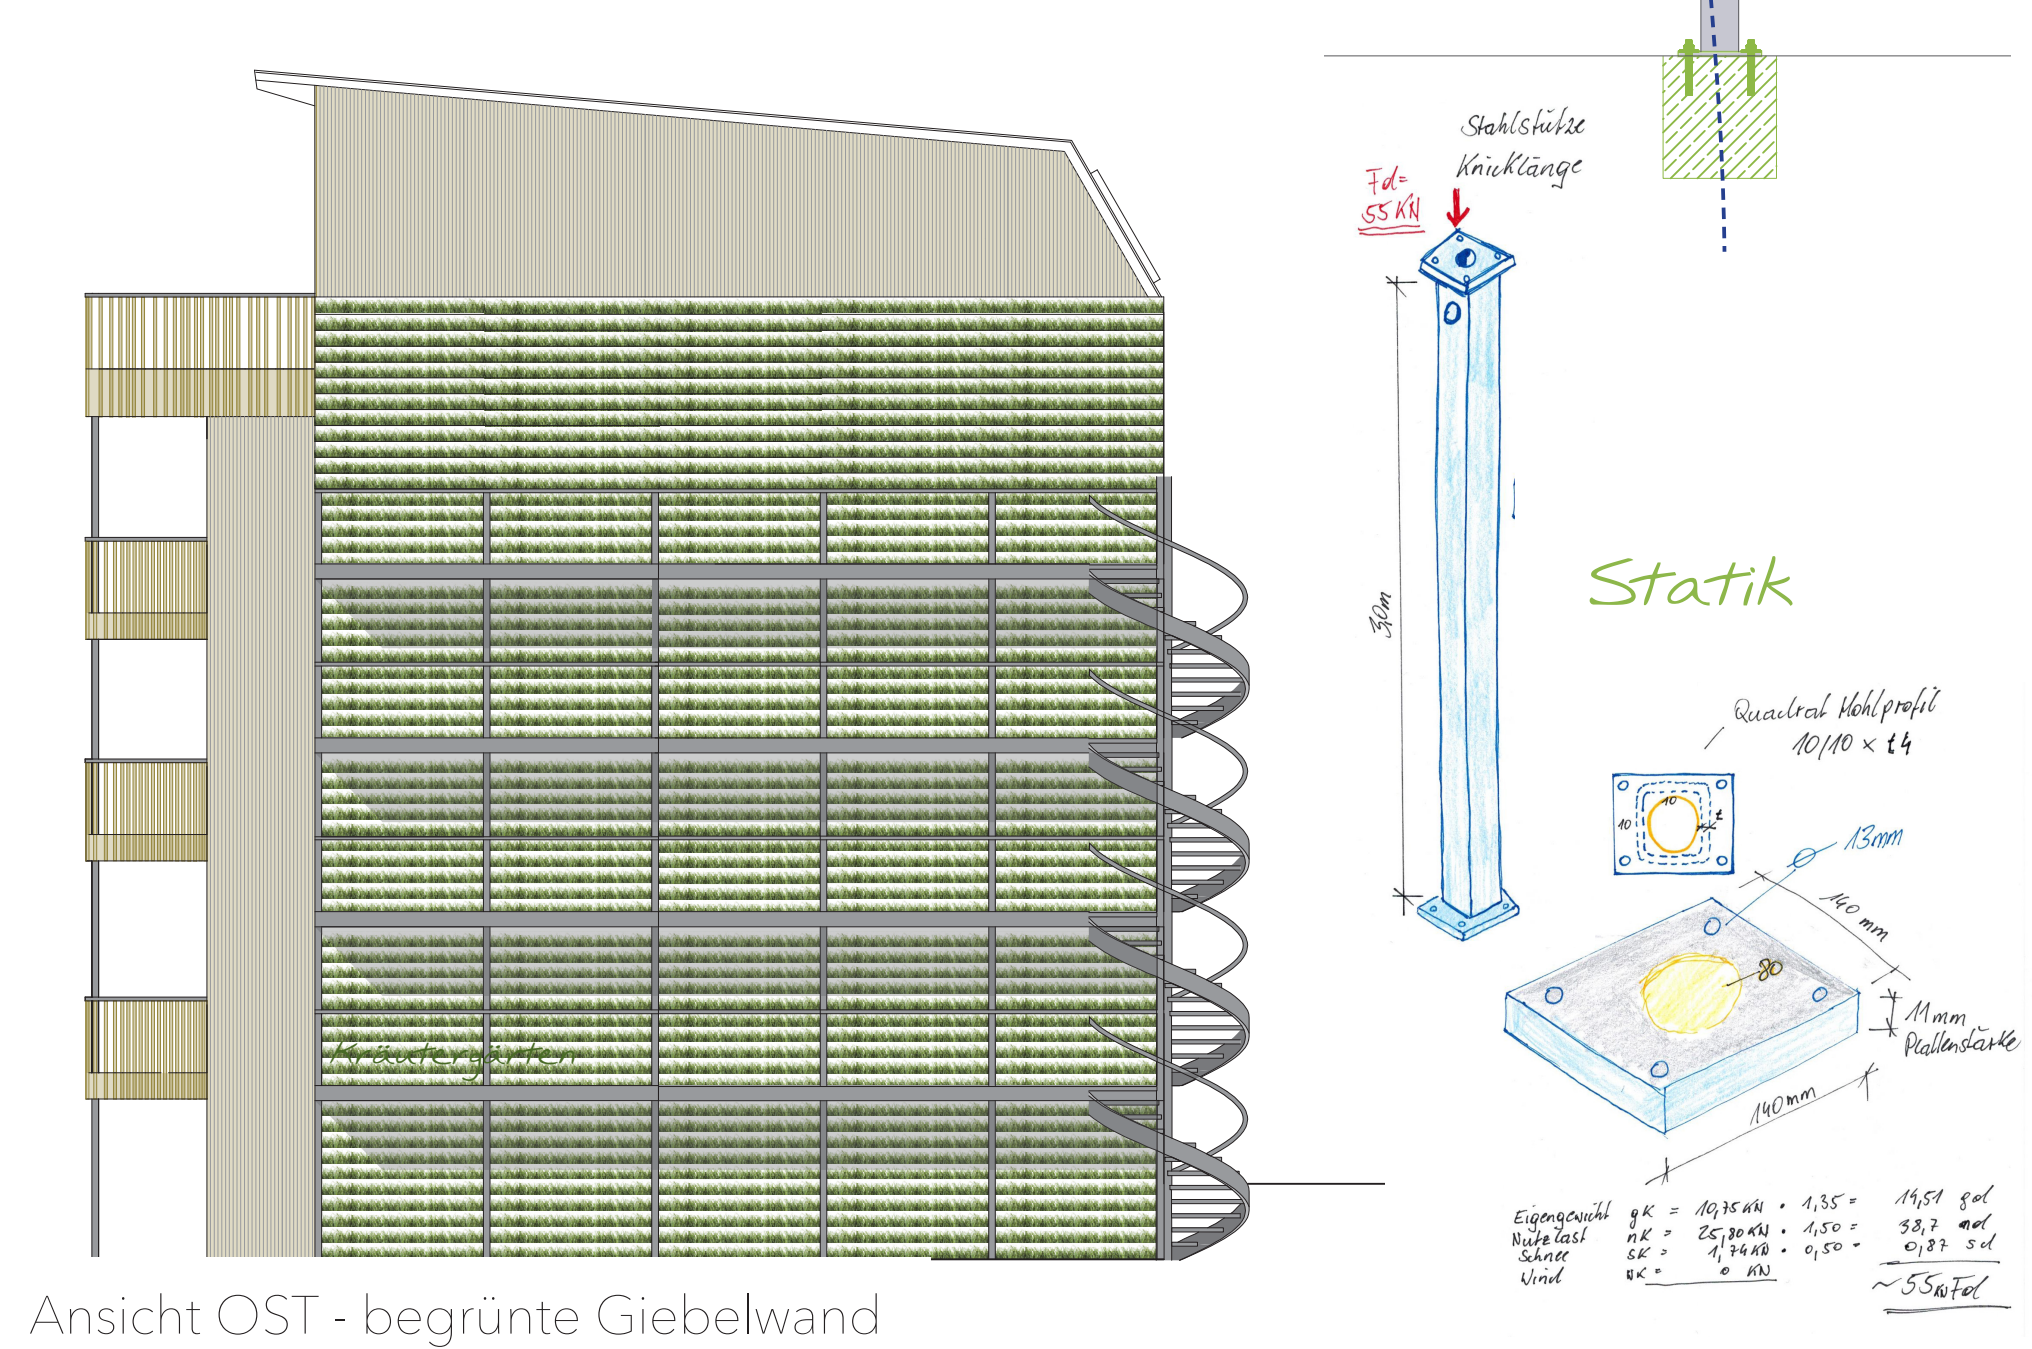 Stahlstütze
Knicklänge
Fd=
55 KN
3,0m
Statik
Quadrat Hohlprofil
10/10 x t4
10
10
t
13mm
140 mm
80
11mm
Plattenstärke
140mm
Kräutergärten
Eigengewicht gK = 10,75 KN • 1,35 = 14,51 gd
Nutzlast nK = 25,80 KN • 1,50 = 38,7 nd
Schnee sK = 1,74 KN • 0,50 = 0,87 sd
Wind wK = 0 KN
~ 55 KN Fd
Ansicht OST - begrünte Giebelwand